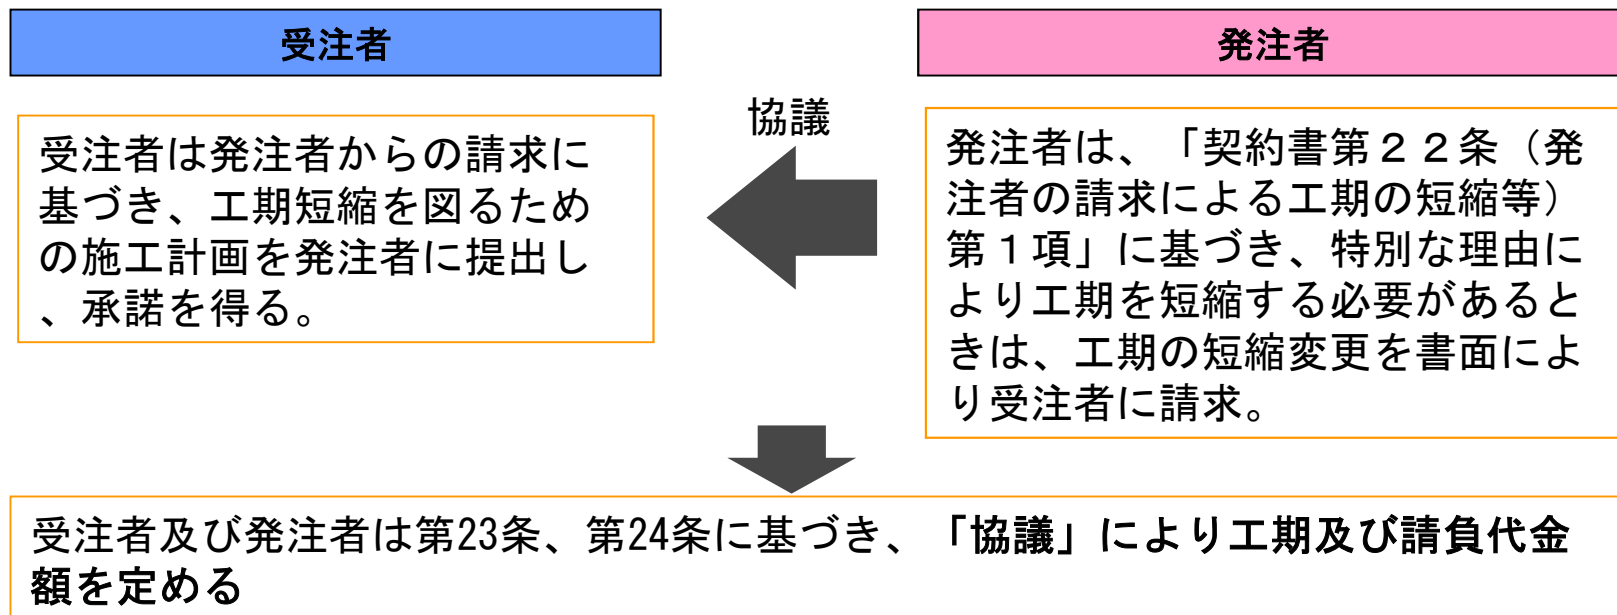 受注者
発注者
協議
受注者は発注者からの請求に
基づき、工期短縮を図るため
の施工計画を発注者に提出し
、承諾を得る。
発注者は、「契約書第２２条（発
注者の請求による工期の短縮等）
第１項」に基づき、特別な理由に
より工期を短縮する必要があると
きは、工期の短縮変更を書面によ
り受注者に請求。
受注者及び発注者は第23条、第24条に基づき、「協議」により工期及び請負代金
額を定める